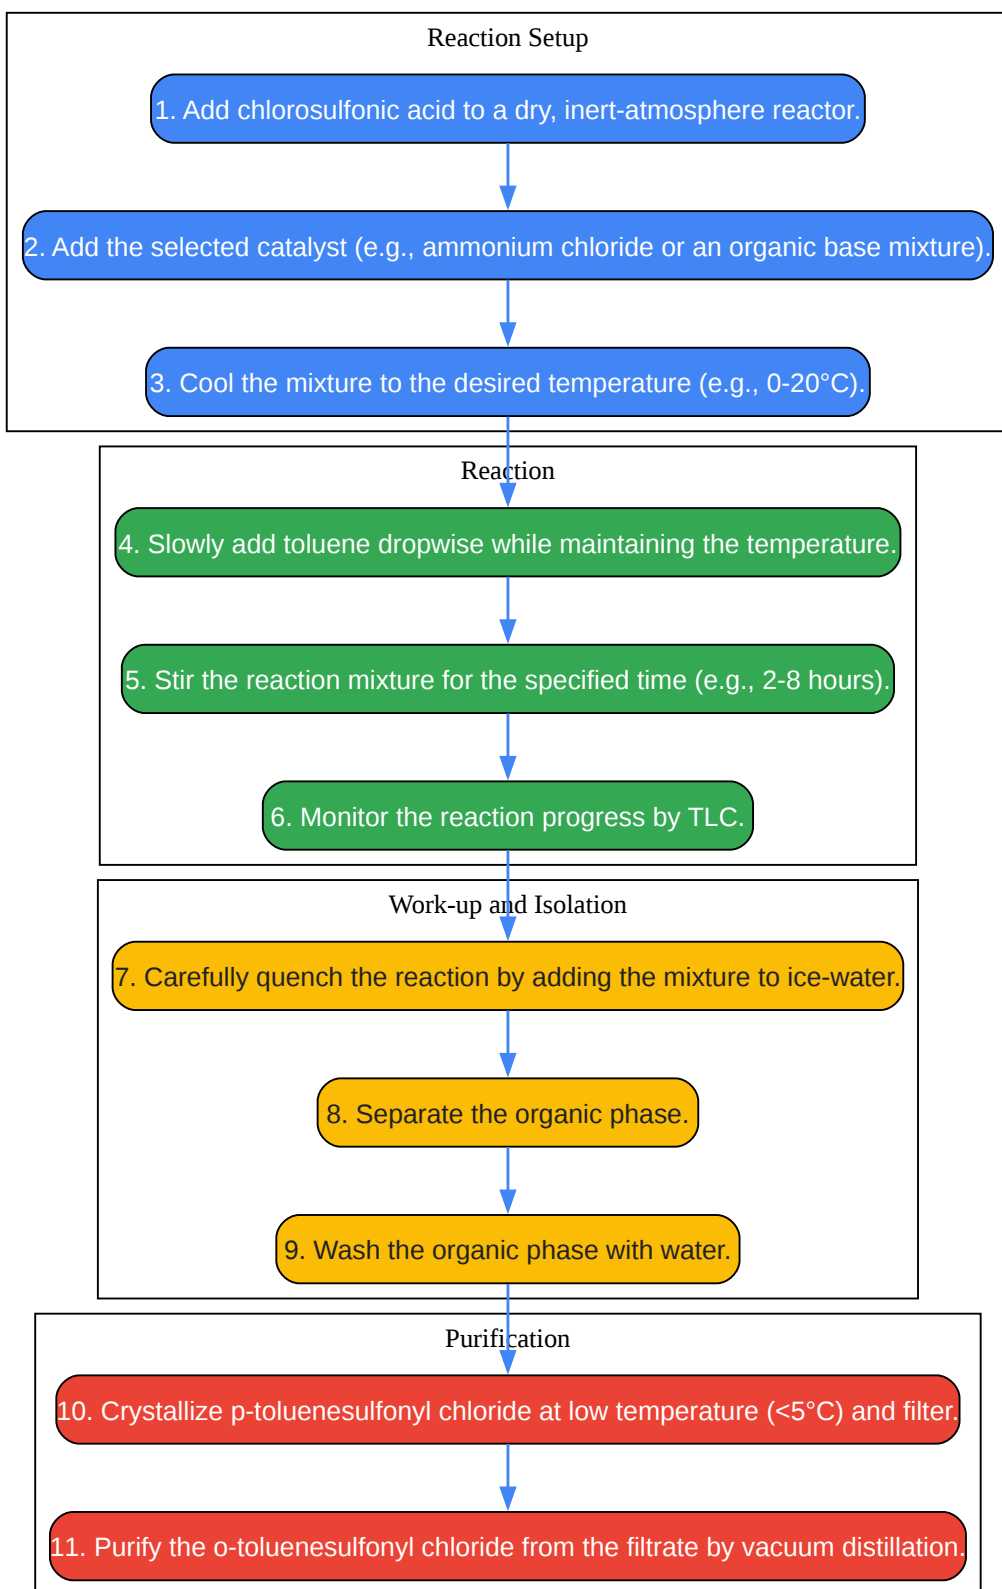 Reaction Setup
1. Add chlorosulfonic acid to a dry, inert-atmosphere reactor.
2. Add the selected catalyst (e.g., ammonium chloride or an organic base mixture).
3. Cool the mixture to the desired temperature (e.g., 0-20°C).
Reaction
4. Slowly add toluene dropwise while maintaining the temperature.
5. Stir the reaction mixture for the specified time (e.g., 2-8 hours).
6. Monitor the reaction progress by TLC.
Work-up and Isolation
7. Carefully quench the reaction by adding the mixture to ice-water.
8. Separate the organic phase.
9. Wash the organic phase with water.
Purification
10. Crystallize p-toluenesulfonyl chloride at low temperature (<5°C) and filter.
11. Purify the o-toluenesulfonyl chloride from the filtrate by vacuum distillation.